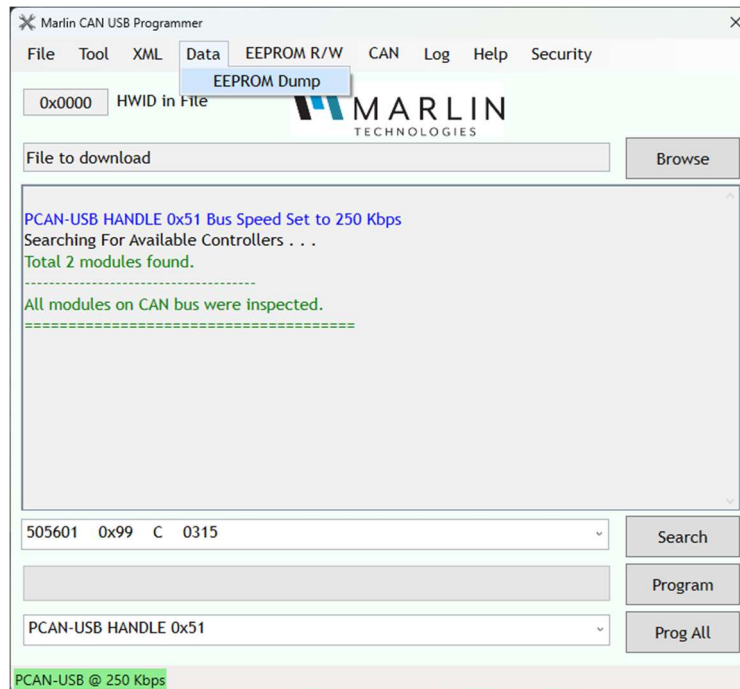 Marlin CAN USB Programmer
File Tool XML Data EEPROM R/W CAN Log Help Security
EEPROM Dump
0x0000 HWID in File
MARLIN
TECHNOLOGIES
File to download Browse
PCAN-USB HANDLE 0x51 Bus Speed Set to 250 Kbps
Searching For Available Controllers . . .
Total 2 modules found.
-------------------------------------
All modules on CAN bus were inspected.
======================================
505601 0x99 C 0315 Search
Program
PCAN-USB HANDLE 0x51 Prog All
PCAN-USB @ 250 Kbps